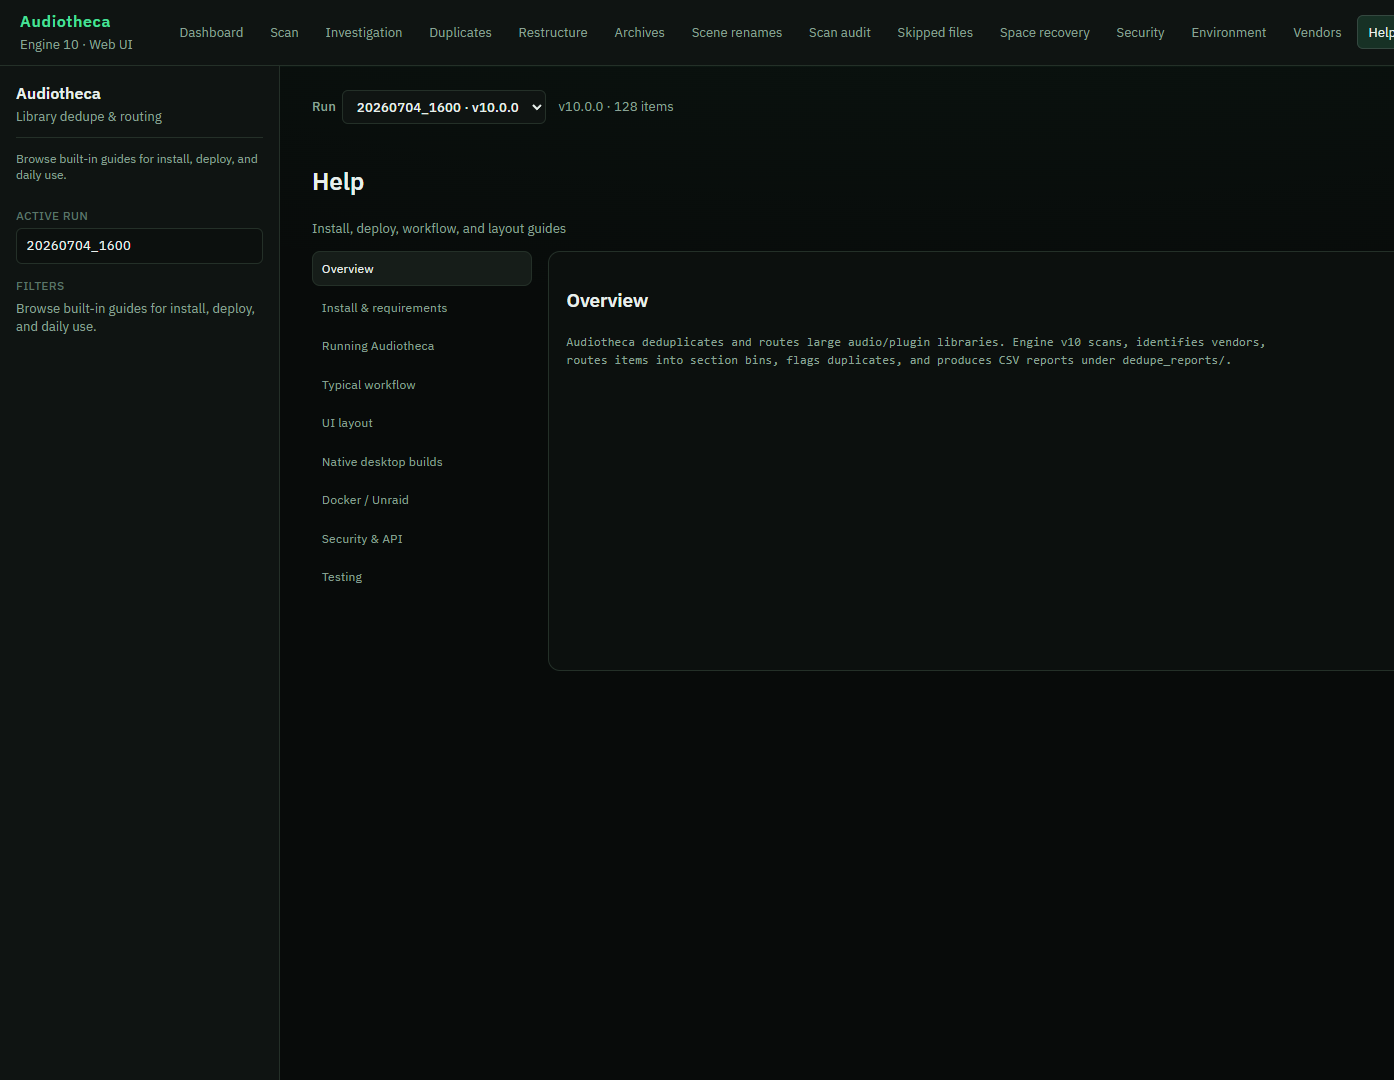 Audiotheca
Engine 10 · Web UI
Dashboard
Scan
Investigation
Duplicates
Restructure
Archives
Scene renames
Scan audit
Skipped files
Space recovery
Security
Environment
Vendors
Help
Audiotheca
Library dedupe & routing
Browse built-in guides for install, deploy, and
daily use.
ACTIVE RUN
20260704_1600
FILTERS
Browse built-in guides for install, deploy,
and daily use.
Run
20260704_1600 · v10.0.0
v10.0.0 · 128 items
Help
Install, deploy, workflow, and layout guides
Overview
Install & requirements
Running Audiotheca
Typical workflow
UI layout
Native desktop builds
Docker / Unraid
Security & API
Testing
Overview
Audiotheca deduplicates and routes large audio/plugin libraries. Engine v10 scans, identifies vendors,
routes items into section bins, flags duplicates, and produces CSV reports under dedupe_reports/.